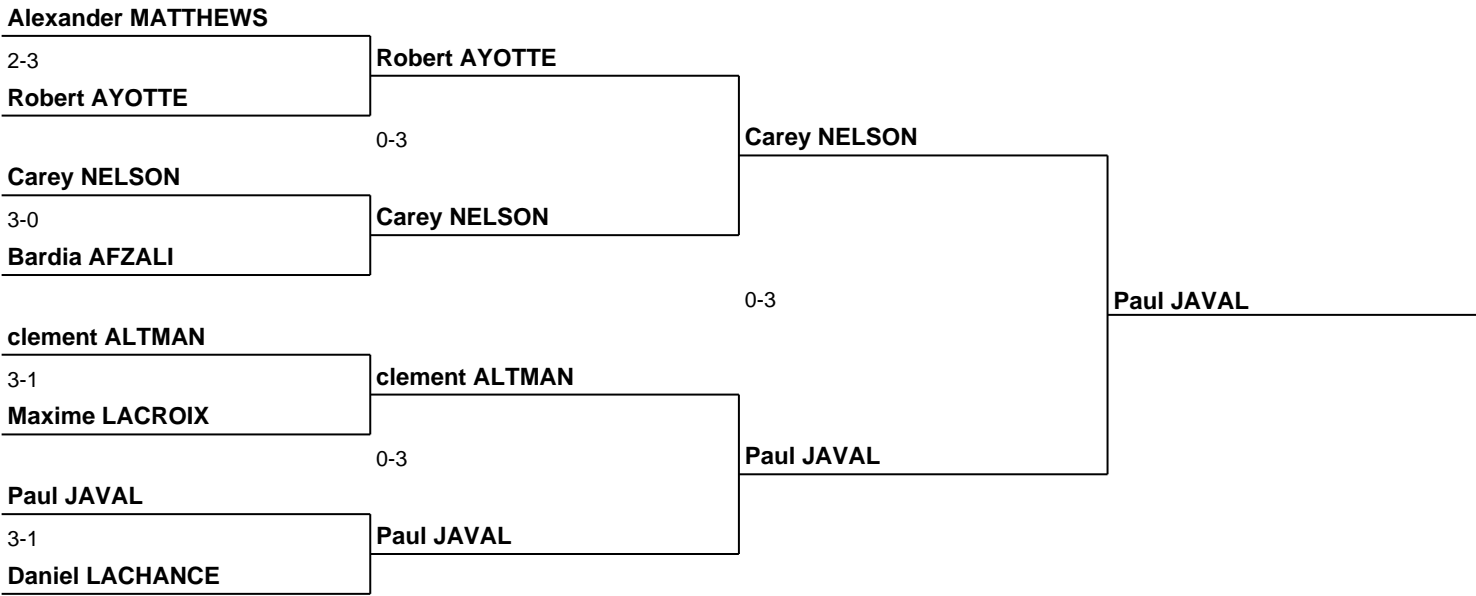 Alexander MATTHEWS
2-3
Robert AYOTTE
Robert AYOTTE
0-3
Carey NELSON
Carey NELSON
3-0
Carey NELSON
Bardia AFZALI
0-3
Paul JAVAL
clement ALTMAN
3-1
clement ALTMAN
Maxime LACROIX
0-3
Paul JAVAL
Paul JAVAL
3-1
Paul JAVAL
Daniel LACHANCE